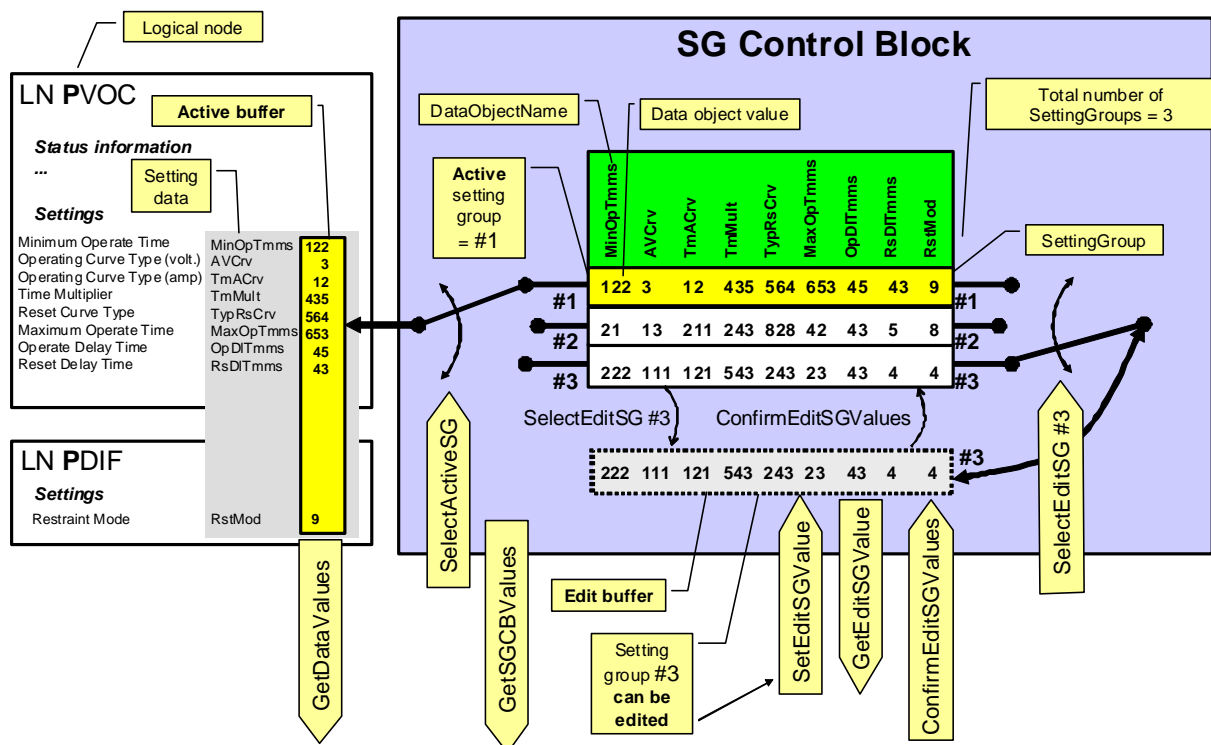 Logical node
SG Control Block
LN PVOC
Active buffer
DataObjectName
Data object value
Total number of
SettingGroups = 3
Status information
...
Setting
data
Active
setting
group
= #1
MinOpTmms
AVCrv
TmACrv
TmMult
TypRsCrv
MaxOpTmms
OpDlTmms
RsDlTmms
RstMod
SettingGroup
Settings
Minimum Operate Time MinOpTmms 122
Operating Curve Type (volt.) AVCrv 3
Operating Curve Type (amp) TmACrv 12
Time Multiplier TmMult 435
Reset Curve Type TypRsCrv 564
Maximum Operate Time MaxOpTmms 653
Operate Delay Time OpDlTmms 45
Reset Delay Time RsDlTmms 43
#1 122 3 12 435 564 653 45 43 9 #1
#2 21 13 211 243 828 42 43 5 8 #2
#3 222 111 121 543 243 23 43 4 4 #3
SelectEditSG #3
ConfirmEditSGValues
222 111 121 543 243 23 43 4 4 #3
LN PDIF
Settings
Restraint Mode RstMod 9
GetDataValues
SelectActiveSG
GetSGCBValues
Edit buffer
Setting
group #3
can be
edited
SetEditSGValue
GetEditSGValue
ConfirmEditSGValues
SelectEditSG #3